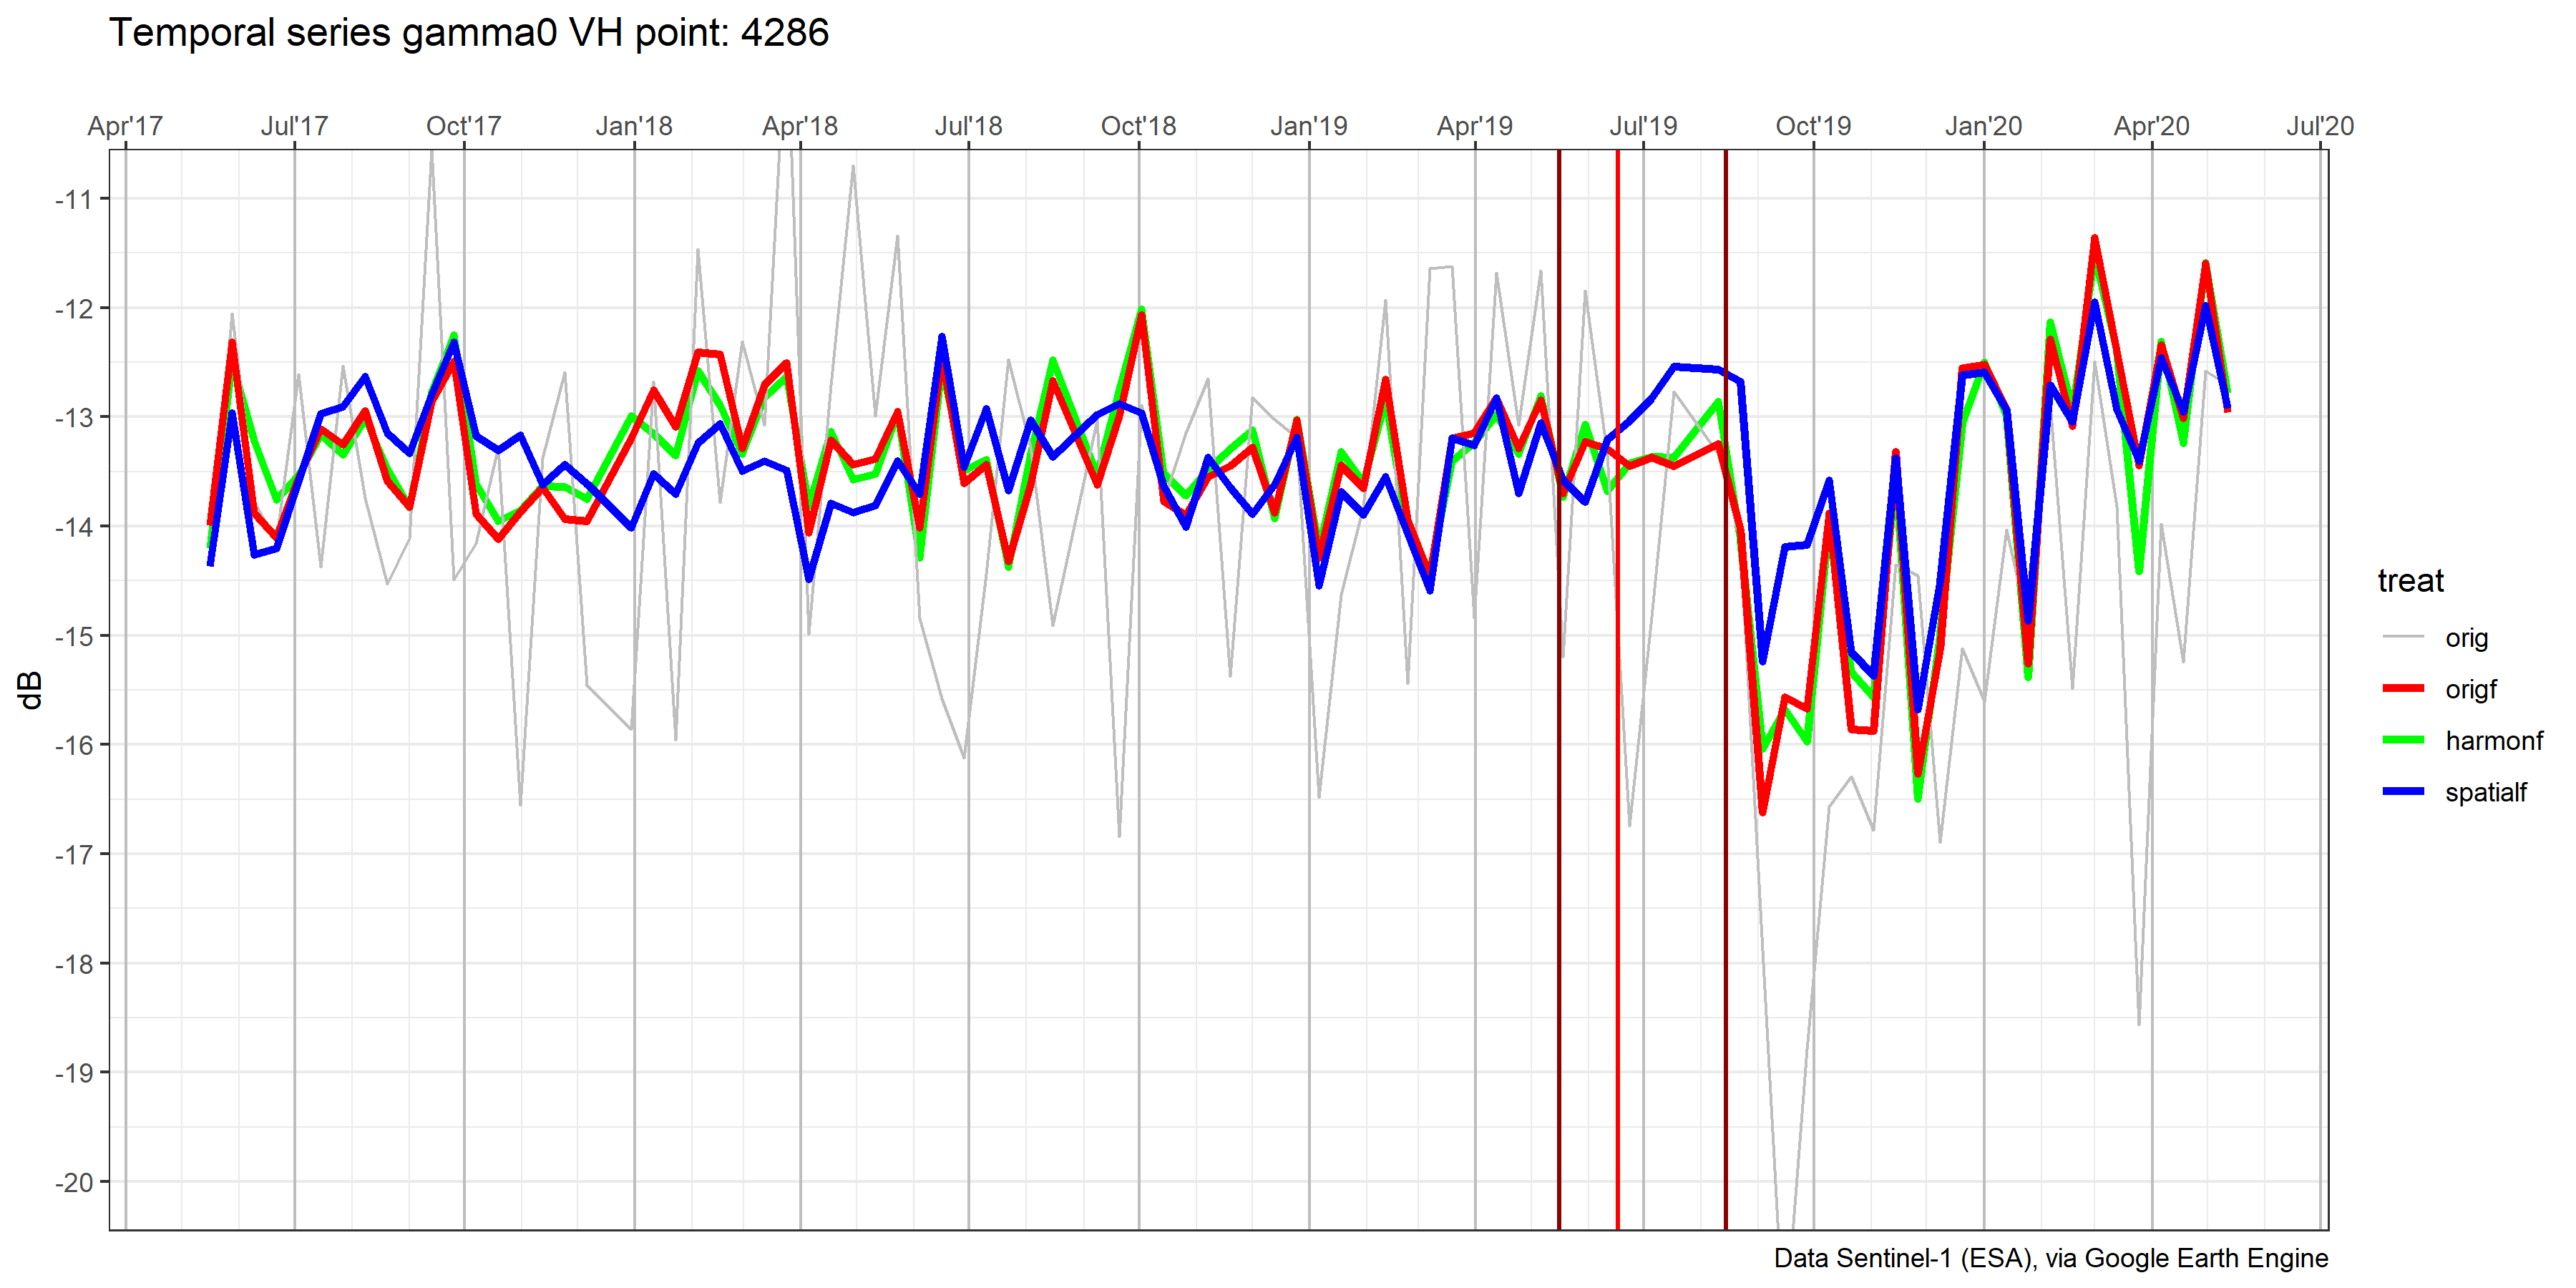 Temporal series gamma0 VH point: 4286
Apr'17 Jul'17 Oct'17 Jan'18 Apr'18 Jul'18 Oct'18 Jan'19 Apr'19 Jul'19 Oct'19 Jan'20 Apr'20 Jul'20
-11
-12
-13
-14
-15
-16
-17
-18
-19
-20
dB
treat
orig
origf
harmonf
spatialf
Data Sentinel-1 (ESA), via Google Earth Engine